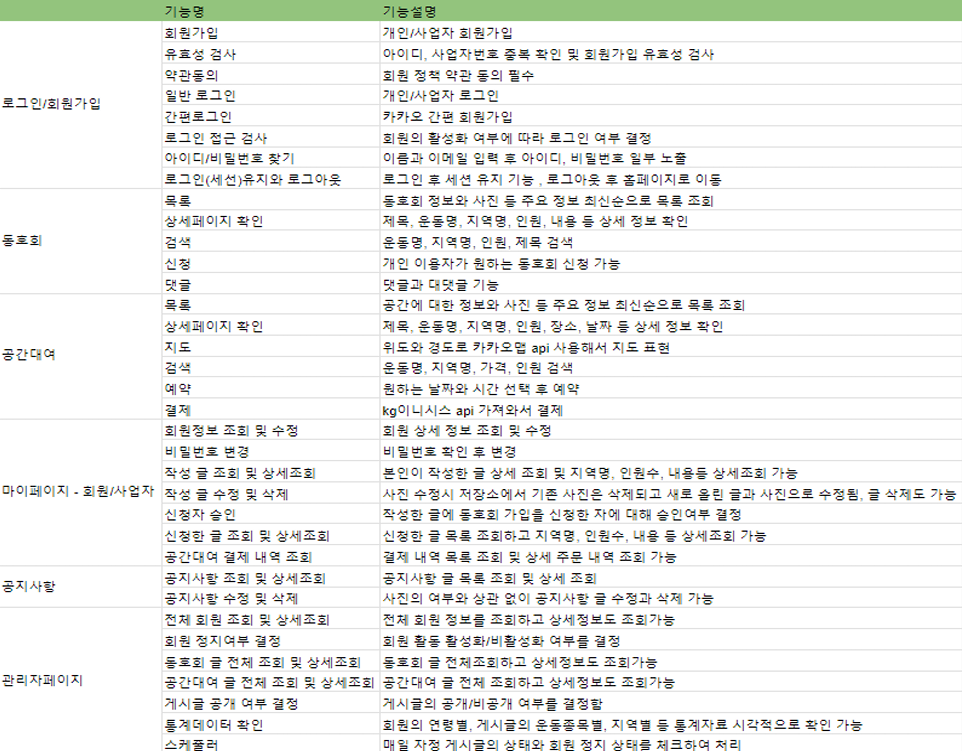 기능명 기능설명
로그인/회원가입
회원가입 개인/사업자 회원가입
유효성 검사 아이디, 사업자번호 중복 확인 및 회원가입 유효성 검사
약관동의 회원 정책 약관 동의 필수
일반 로그인 개인/사업자 로그인
간편로그인 카카오 간편 회원가입
로그인 접근 검사 회원의 활성화 여부에 따라 로그인 여부 결정
아이디/비밀번호 찾기 이름과 이메일 입력 후 아이디, 비밀번호 일부 노출
로그인(세션)유지와 로그아웃 로그인 후 세션 유지 기능 , 로그아웃 후 홈페이지로 이동
동호회
목록 동호회 정보와 사진 등 주요 정보 최신순으로 목록 조회
상세페이지 확인 제목, 운동명, 지역명, 인원, 내용 등 상세 정보 확인
검색 운동명, 지역명, 인원, 제목 검색
신청 개인 이용자가 원하는 동호회 신청 가능
댓글 댓글과 대댓글 기능
공간대여
목록 공간에 대한 정보와 사진 등 주요 정보 최신순으로 목록 조회
상세페이지 확인 제목, 운동명, 지역명, 인원, 장소, 날짜 등 상세 정보 확인
지도 위도와 경도로 카카오맵 api 사용해서 지도 표현
검색 운동명, 지역명, 가격, 인원 검색
예약 원하는 날짜와 시간 선택 후 예약
결제 kg이니시스 api 가져와서 결제
마이페이지 - 회원/사업자
회원정보 조회 및 수정 회원 상세 정보 조회 및 수정
비밀번호 변경 비밀번호 확인 후 변경
작성 글 조회 및 상세조회 본인이 작성한 글 상세 조회 및 지역명, 인원수, 내용등 상세조회 가능
작성 글 수정 및 삭제 사진 수정시 저장소에서 기존 사진은 삭제되고 새로 올린 글과 사진으로 수정됨, 글 삭제도 가능
신청자 승인 작성한 글에 동호회 가입을 신청한 자에 대해 승인여부 결정
신청한 글 조회 및 상세조회 신청한 글 목록 조회하고 지역명, 인원수, 내용 등 상세조회 가능
공간대여 결제 내역 조회 결제 내역 목록 조회 및 상세 주문 내역 조회 가능
공지사항
공지사항 조회 및 상세조회 공지사항 글 목록 조회 및 상세 조회
공지사항 수정 및 삭제 사진의 여부와 상관 없이 공지사항 글 수정과 삭제 가능
관리자페이지
전체 회원 조회 및 상세조회 전체 회원 정보를 조회하고 상세정보도 조회가능
회원 정지여부 결정 회원 활동 활성화/비활성화 여부를 결정
동호회 글 전체 조회 및 상세조회 동호회 글 전체조회하고 상세정보도 조회가능
공간대여 글 전체 조회 및 상세조회 공간대여 글 전체 조회하고 상세정보도 조회가능
게시글 공개 여부 결정 게시글의 공개/비공개 여부를 결정함
통계데이터 확인 회원의 연령별, 게시글의 운동종목별, 지역별 등 통계자료 시각적으로 확인 가능
스케쥴러 매일 자정 게시글의 상태와 회원 정지 상태를 체크하여 처리